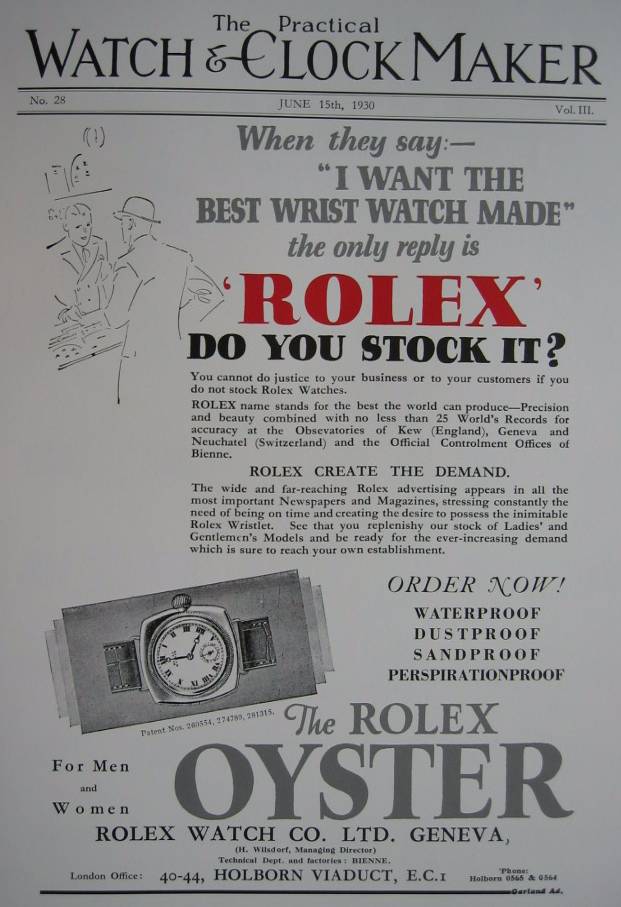 The Practical
WATCH & CLOCK MAKER
No. 28
JUNE 15th, 1930
Vol. III.
When they say:—
"I WANT THE
BEST WRIST WATCH MADE"
the only reply is
'ROLEX'
DO YOU STOCK IT?
You cannot do justice to your business or to your customers if you
do not stock Rolex Watches.
ROLEX name stands for the best the world can produce—Precision
and beauty combined with no less than 25 World's Records for
accuracy at the Obsevatories of Kew (England), Geneva and
Neuchatel (Switzerland) and the Official Controlment Offices of
Bienne.
ROLEX CREATE THE DEMAND.
The wide and far-reaching Rolex advertising appears in all the
most important Newspapers and Magazines, stressing constantly the
need of being on time and creating the desire to possess the inimitable
Rolex Wristlet. See that you replenishy our stock of Ladies' and
Gentlemen's Models and be ready for the ever-increasing demand
which is sure to reach your own establishment.
ORDER NOW!
WATERPROOF
DUSTPROOF
SANDPROOF
PERSPIRATIONPROOF
Patent Nos. 260554, 274789, 281315.
The ROLEX
OYSTER
For Men
and
Women
ROLEX WATCH CO. LTD. GENEVA,
(H. Wilsdorf, Managing Director)
Technical Dept. and factories : BIENNE.
London Office: 40-44, HOLBORN VIADUCT, E.C.1
'Phone:
Holborn 0565 & 0564
Garland Ad.